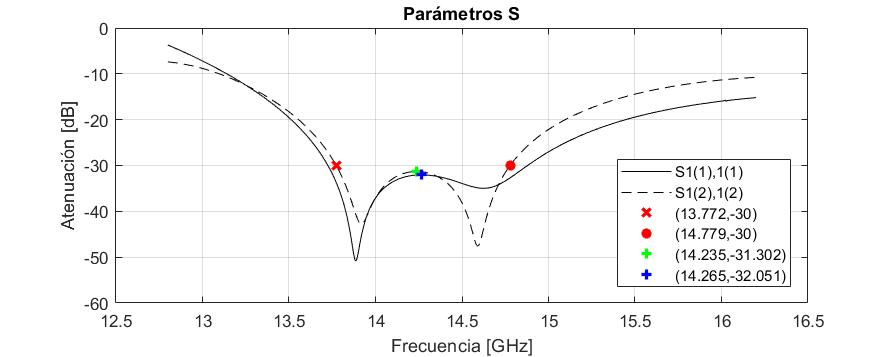 Parámetros S
0
-10
-20
-30
-40
-50
-60
Atenuación [dB]
S1(1),1(1)
S1(2),1(2)
(13.772,-30)
(14.779,-30)
(14.235,-31.302)
(14.265,-32.051)
12.5 13 13.5 14 14.5 15 15.5 16 16.5
Frecuencia [GHz]